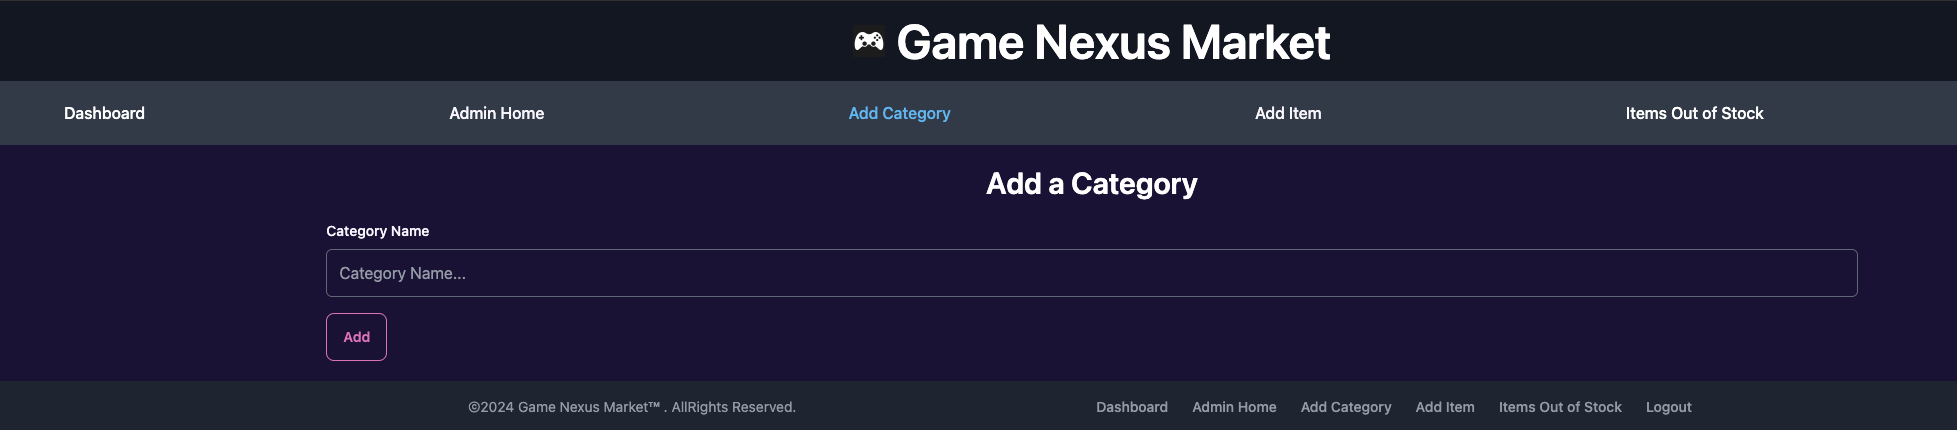 Game Nexus Market
Dashboard Admin Home Add Category Add Item Items Out of Stock
Add a Category
Category Name
Category Name...
Add
©2024 Game Nexus Market™ . AllRights Reserved. Dashboard Admin Home Add Category Add Item Items Out of Stock Logout